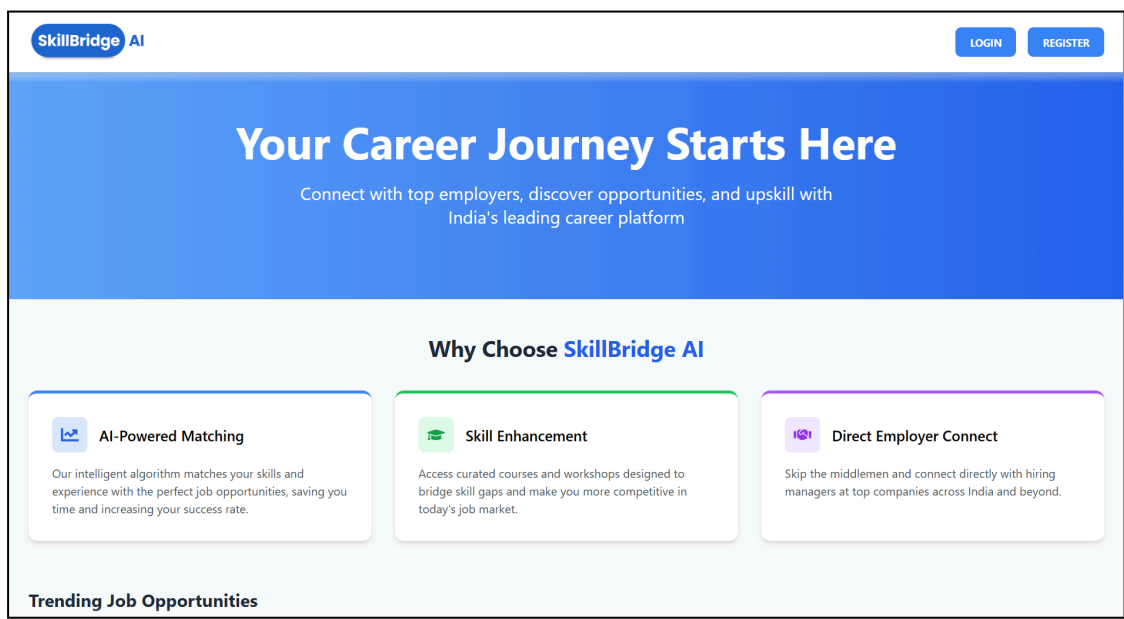 SkillBridge AI
LOGIN
REGISTER
Your Career Journey Starts Here
Connect with top employers, discover opportunities, and upskill with
India's leading career platform
Why Choose SkillBridge AI
AI-Powered Matching
Our intelligent algorithm matches your skills and
experience with the perfect job opportunities, saving you
time and increasing your success rate.
Skill Enhancement
Access curated courses and workshops designed to
bridge skill gaps and make you more competitive in
today's job market.
Direct Employer Connect
Skip the middlemen and connect directly with hiring
managers at top companies across India and beyond.
Trending Job Opportunities